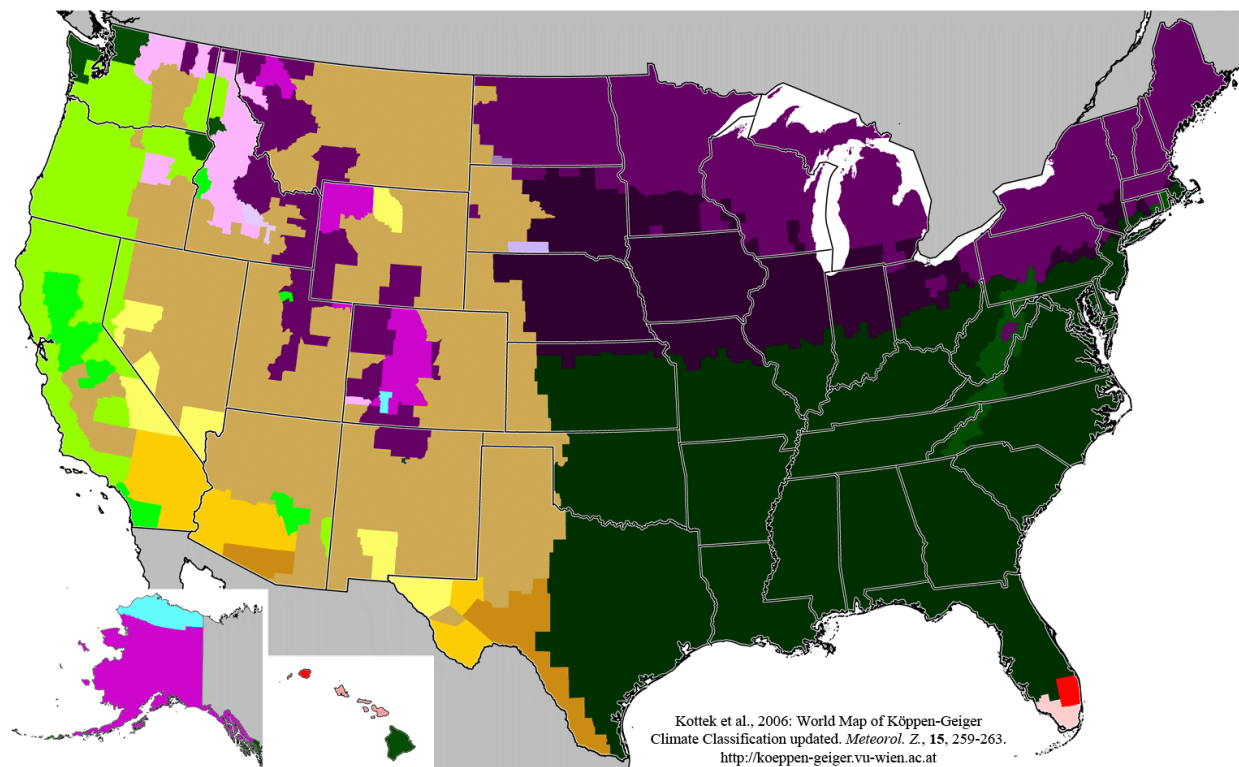 Kottek et al., 2006: World Map of Köppen-Geiger
Climate Classification updated. Meteorol. Z., 15, 259-263.
http://koeppen-geiger.vu-wien.ac.at